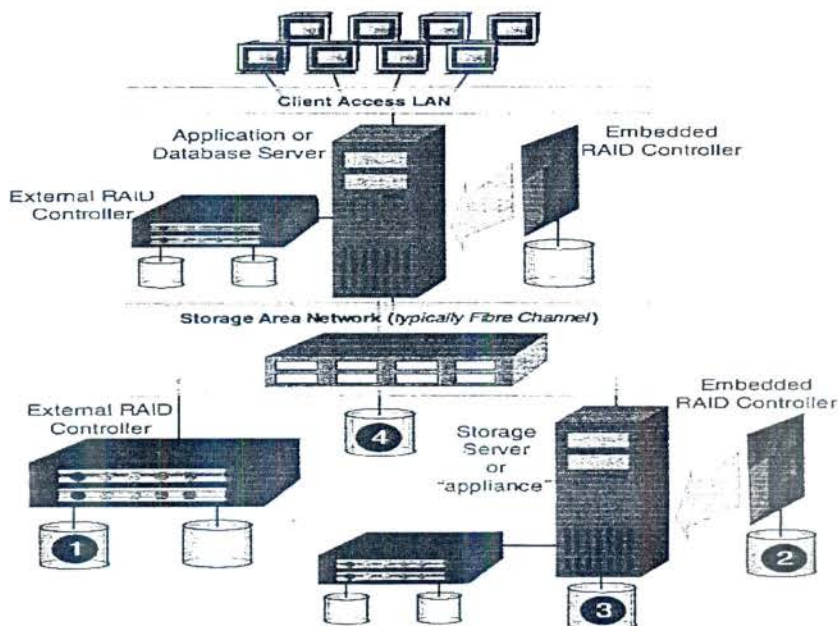 Client Access LAN
Application or
Database Server
Embedded
RAID Controller
External RAID
Controller
Storage Area Network (typically Fibre Channel)
External RAID
Controller
4
Storage
Server
or
"appliance"
Embedded
RAID Controller
1
2
3